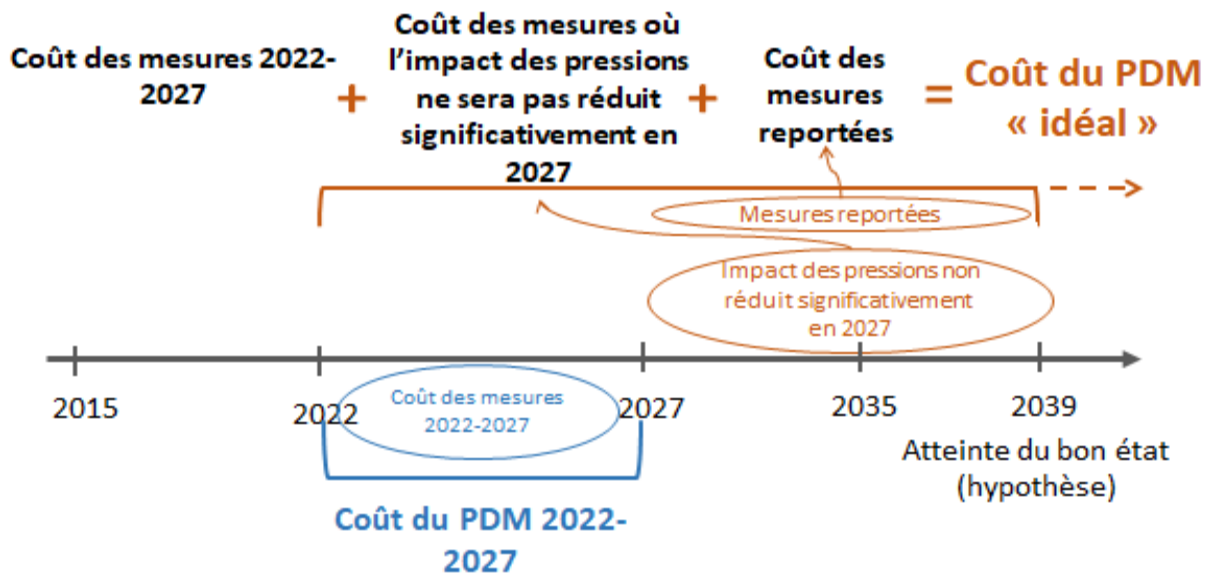 Coût des mesures 2022-
2027
+
Coût des mesures où
l'impact des pressions
ne sera pas réduit
significativement en
2027
+
Coût des
mesures
reportées
=
Coût du PDM
« idéal »
Mesures reportées
Impact des pressions non
réduit significativement
en 2027
2015
2022
Coût des mesures
2022-2027
2027
2035
2039
Atteinte du bon état
(hypothèse)
Coût du PDM 2022-
2027